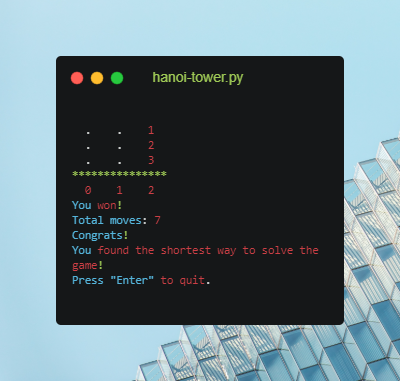 hanoi-tower.py
. . 1
. . 2
. . 3
***************
0 1 2
You won!
Total moves: 7
Congrats!
You found the shortest way to solve the
game!
Press "Enter" to quit.